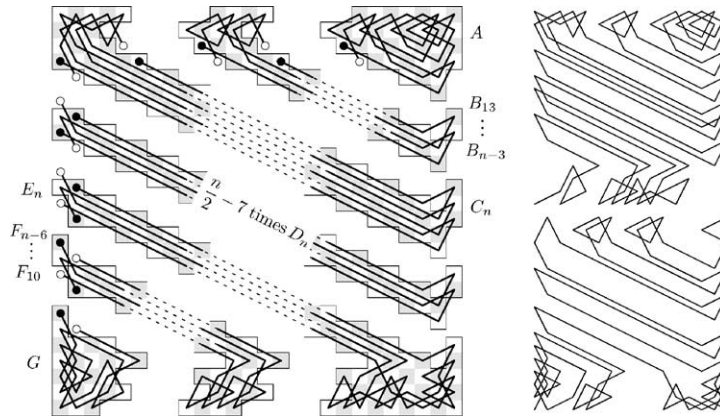 A
B₁₃
⋮
Bₙ₋₃
Eₙ
n/2 − 7 times Dₙ
Cₙ
Fₙ₋₆
⋮
F₁₀
G